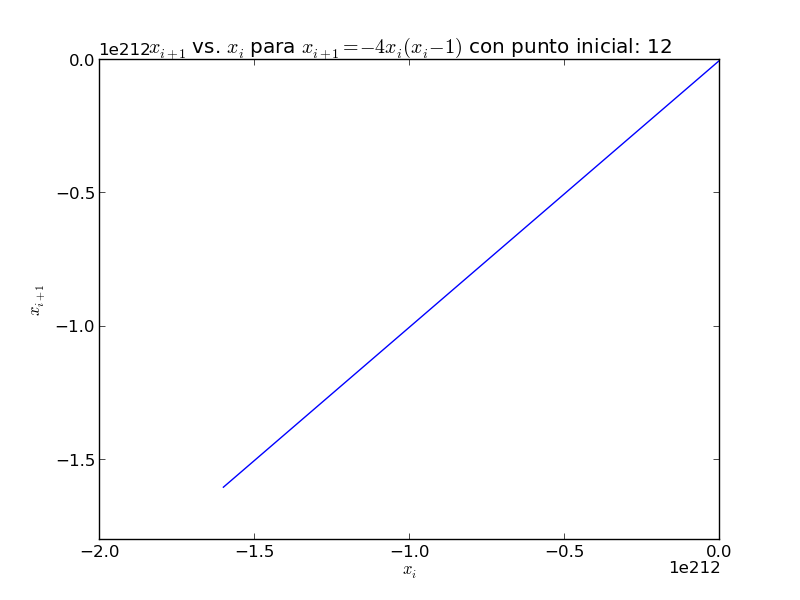 1e212 x_{i+1} vs. x_i para x_{i+1}=−4x_i(x_i−1) con punto inicial: 12
0.0
−0.5
−1.0
−1.5
x_{i+1}
−2.0 −1.5 −1.0 −0.5 0.0
x_i
1e212